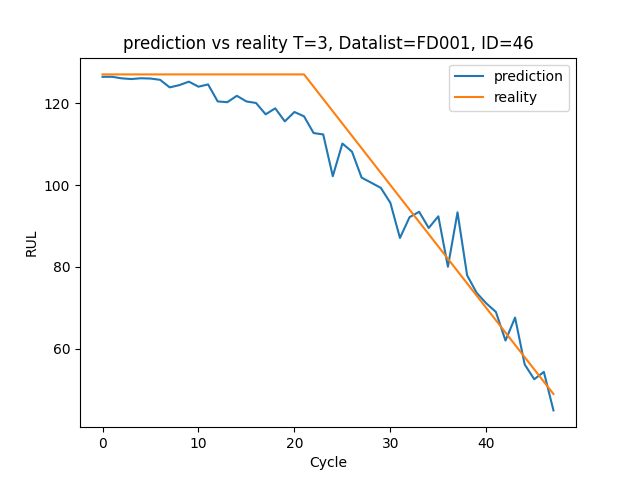 prediction vs reality T=3, Datalist=FD001, ID=46
prediction
reality
RUL
120
100
80
60
0
10
20
30
40
Cycle